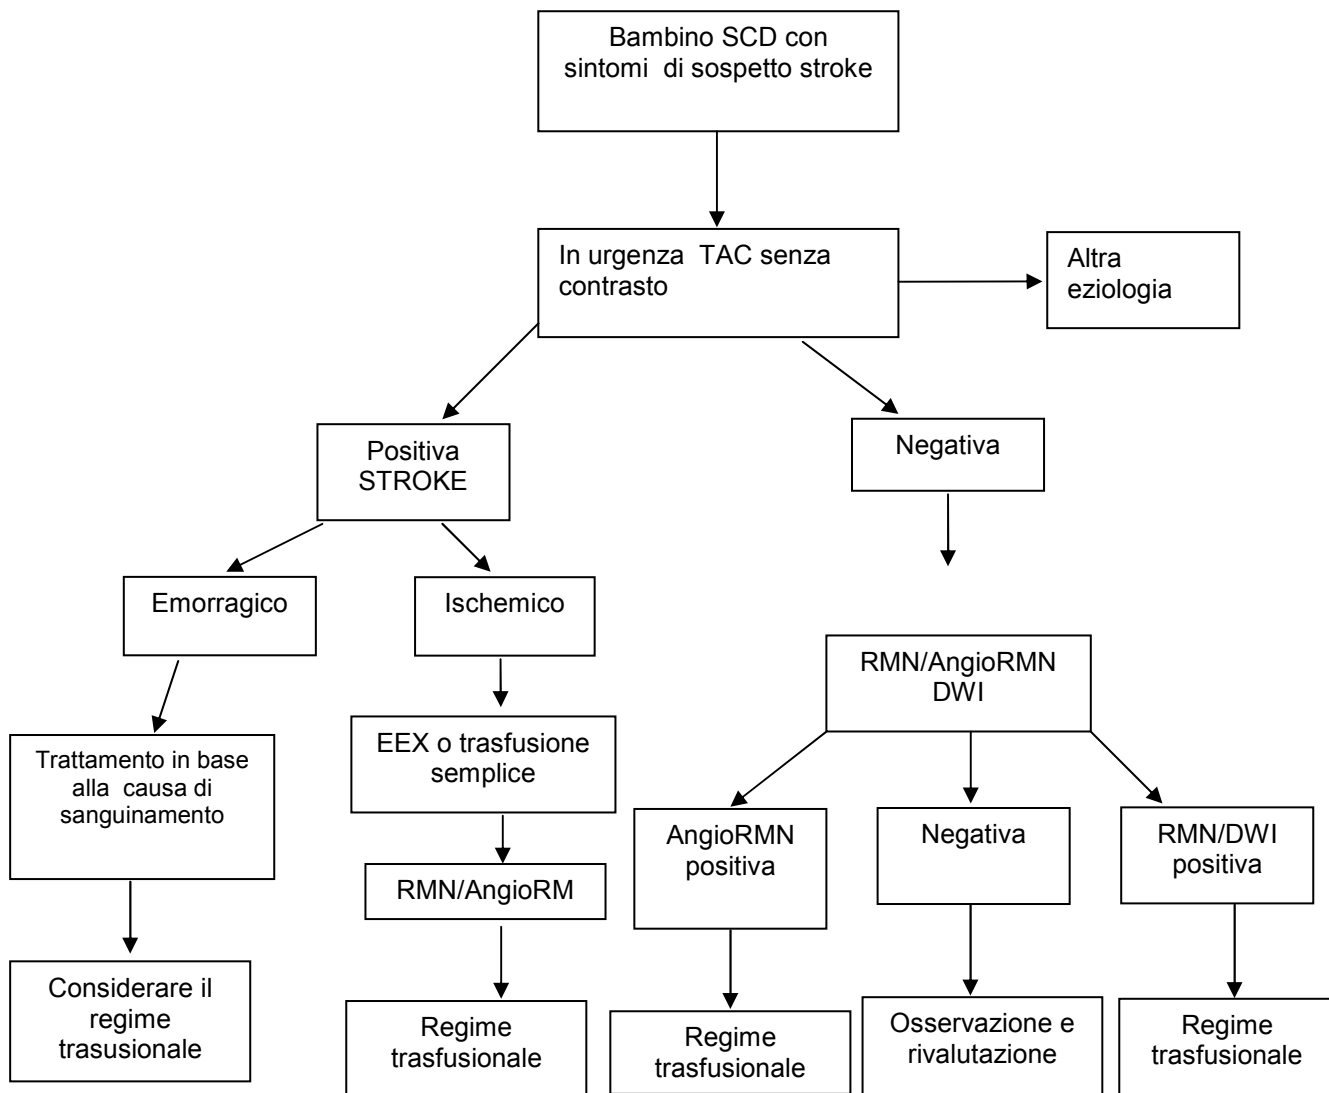 Bambino SCD con
sintomi di sospetto stroke
In urgenza TAC senza
contrasto
Altra
eziologia
Positiva
STROKE
Negativa
Emorragico
Ischemico
RMN/AngioRMN
DWI
Trattamento in base
alla causa di
sanguinamento
EEX o trasfusione
semplice
AngioRMN
positiva
Negativa
RMN/DWI
positiva
RMN/AngioRM
Considerare il
regime
trasusionale
Regime
trasfusionale
Regime
trasfusionale
Osservazione e
rivalutazione
Regime
trasfusionale